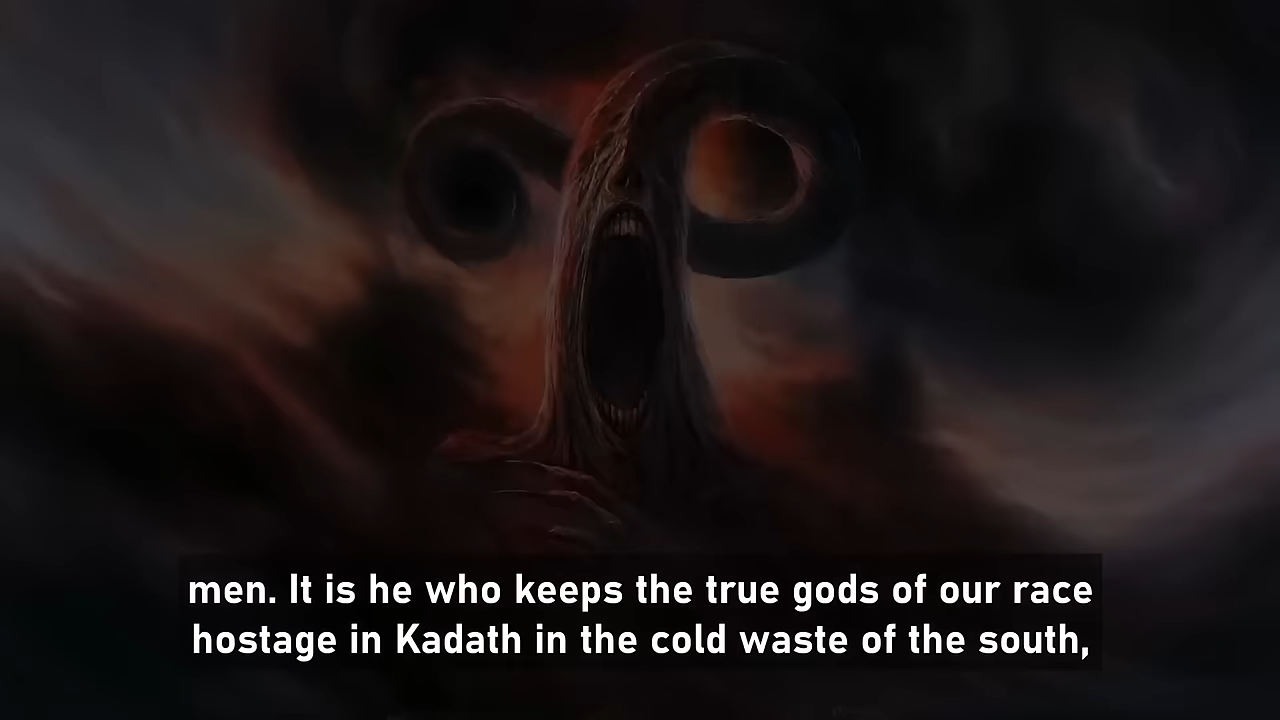 men. It is he who keeps the true gods of our race
hostage in Kadath in the cold waste of the south,